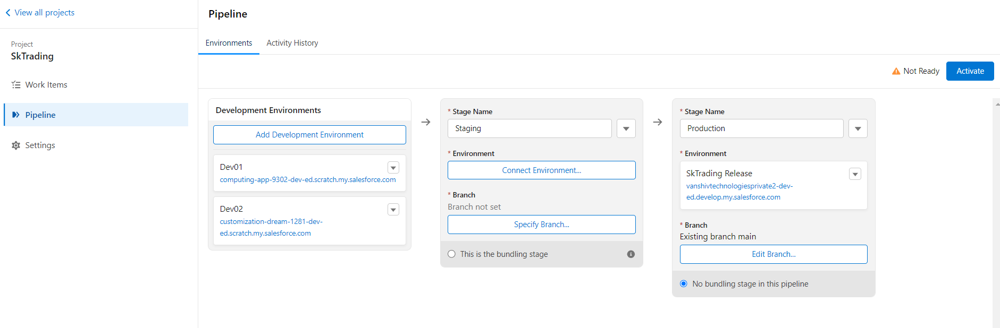 View all projects
Project
SkTrading
Work Items
Pipeline
Settings
Pipeline
Environments
Activity History
Not Ready
Activate
Development Environments
Add Development Environment
Dev01
computing-app-9302-dev-ed.scratch.my.salesforce.com
Dev02
customization-dream-1281-dev-
ed.scratch.my.salesforce.com
* Stage Name
Staging
* Environment
Connect Environment...
* Branch
Branch not set
Specify Branch...
This is the bundling stage
* Stage Name
Production
* Environment
SkTrading Release
vanshivtechnologiesprivate2-dev-
ed.develop.my.salesforce.com
* Branch
Existing branch main
Edit Branch...
No bundling stage in this pipeline